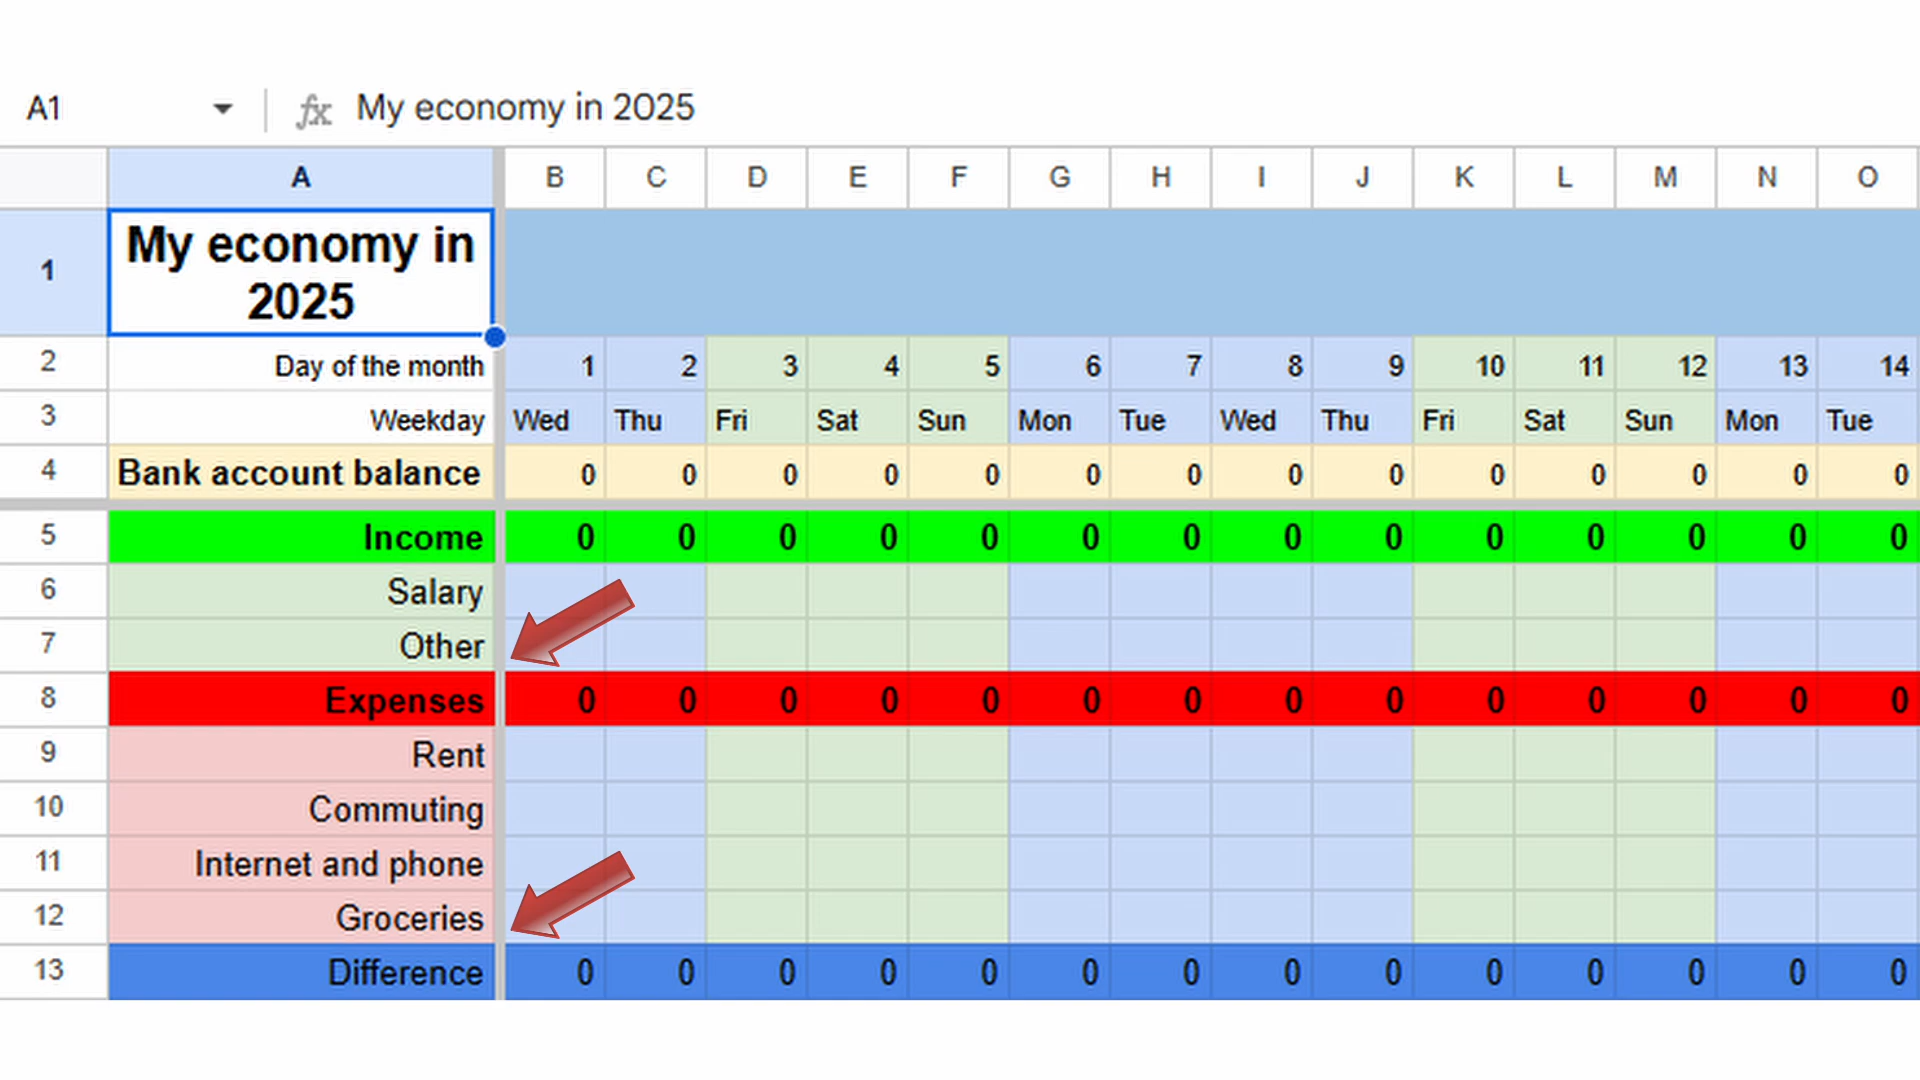 A1 fx My economy in 2025
A B C D E F G H I J K L M N O
1 My economy in
2025
2 Day of the month 1 2 3 4 5 6 7 8 9 10 11 12 13 14
3 Weekday Wed Thu Fri Sat Sun Mon Tue Wed Thu Fri Sat Sun Mon Tue
4 Bank account balance 0 0 0 0 0 0 0 0 0 0 0 0 0 0
5 Income 0 0 0 0 0 0 0 0 0 0 0 0 0 0
6 Salary
7 Other
8 Expenses 0 0 0 0 0 0 0 0 0 0 0 0 0 0
9 Rent
10 Commuting
11 Internet and phone
12 Groceries
13 Difference 0 0 0 0 0 0 0 0 0 0 0 0 0 0